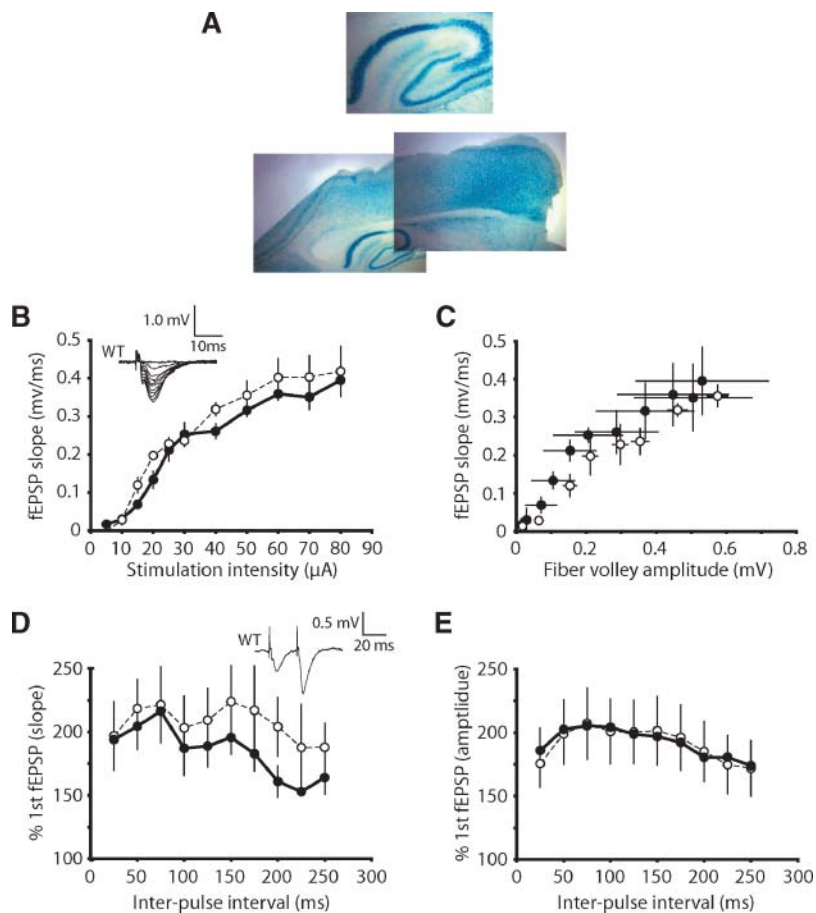 A
B
1.0 mV
10ms
WT
fEPSP slope (mv/ms)
0.5
0.4
0.3
0.2
0.1
0
0 10 20 30 40 50 60 70 80 90
Stimulation intensity (μA)
C
fEPSP slope (mv/ms)
0.5
0.4
0.3
0.2
0.1
0
0.2 0.4 0.6 0.8
Fiber volley amplitude (mV)
D
0.5 mV
20 ms
WT
% 1st fEPSP (slope)
250
200
150
100
0 50 100 150 200 250 300
Inter-pulse interval (ms)
E
% 1st fEPSP (amptlidue)
250
200
150
100
0 50 100 150 200 250 300
Inter-pulse interval (ms)